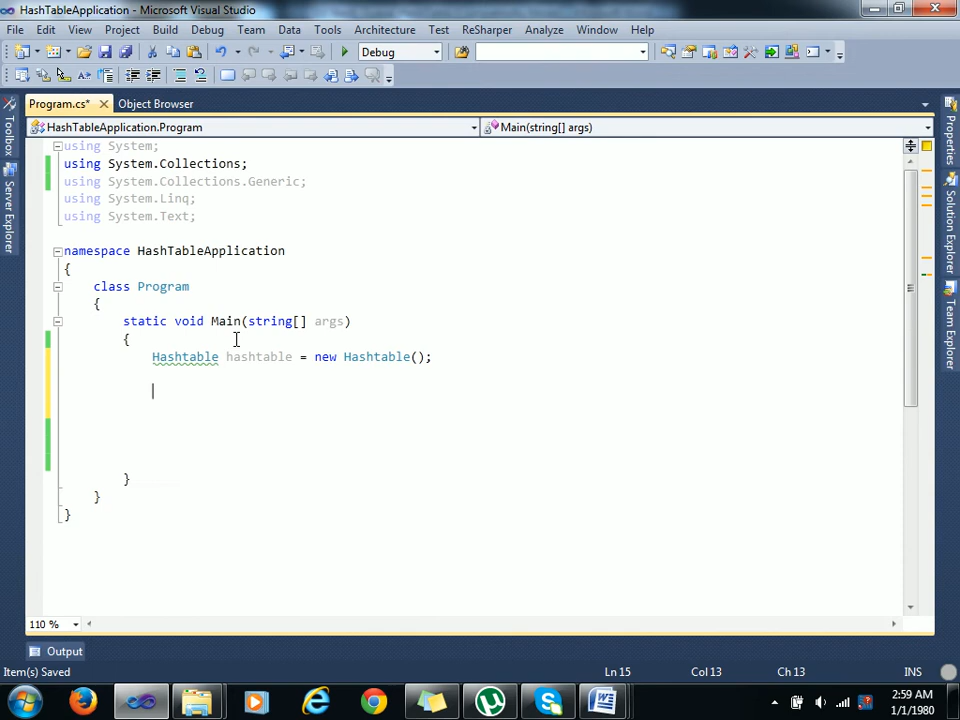 HashTableApplication - Microsoft Visual Studio
File Edit View Project Build Debug Team Data Tools Architecture Test ReSharper Analyze Window Help
Debug
Program.cs* Object Browser
HashTableApplication.Program Main(string[] args)
using System;
using System.Collections;
using System.Collections.Generic;
using System.Linq;
using System.Text;
namespace HashTableApplication
{
class Program
{
static void Main(string[] args)
{
Hashtable hashtable = new Hashtable();
}
}
}
Toolbox
Server Explorer
Properties
Solution Explorer
Team Explorer
110 %
Output
Item(s) Saved Ln 15 Col 13 Ch 13 INS
2:59 AM
1/1/1980